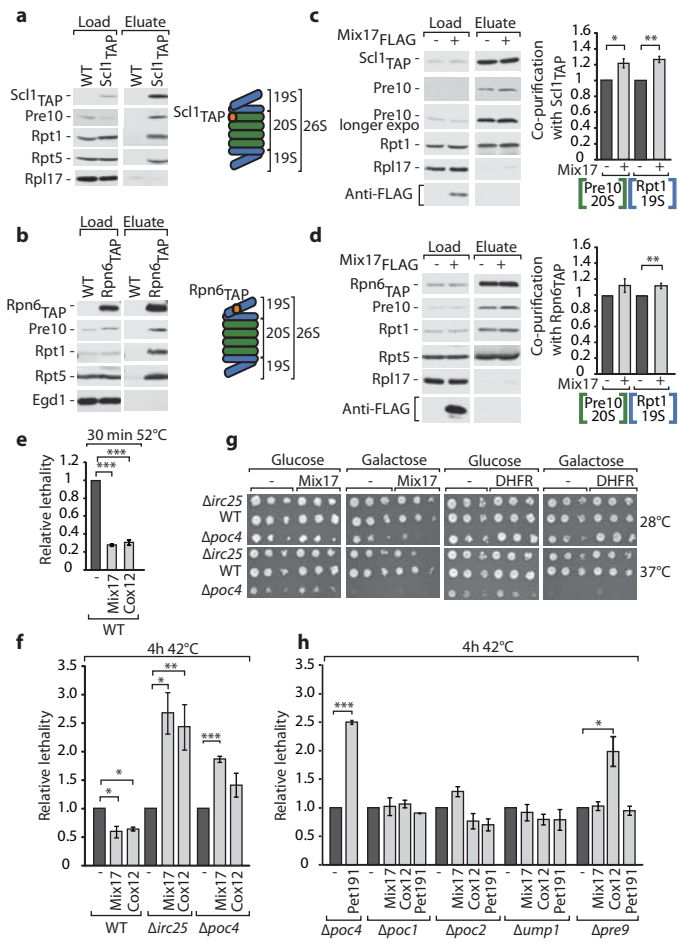 a
Load Eluate
WT
Scl1TAP
WT
Scl1TAP
Scl1TAP -
Pre10 -
Rpt1 -
Rpt5 -
Rpl17 -
Scl1TAP
19S
20S
19S
26S
b
Load Eluate
WT
Rpn6TAP
WT
Rpn6TAP
Rpn6TAP -
Pre10 -
Rpt1 -
Rpt5 -
Egd1 -
Rpn6TAP
19S
20S
19S
26S
c
Load Eluate
Mix17FLAG - + - +
Scl1TAP -
Pre10 -
Pre10 longer expo -
Rpt1 -
Rpl17 -
Anti-FLAG
Co-purification with Scl1TAP
1.6
1.4
1.2
1
0.8
0.6
0.4
0.2
0
* **
Mix17 - + - +
[Pre10 20S] [Rpt1 19S]
d
Load Eluate
Mix17FLAG - + - +
Rpn6TAP -
Pre10 -
Rpt1 -
Rpt5 -
Rpl17 -
Anti-FLAG
Co-purification with Rpn6TAP
1.6
1.4
1.2
1
0.8
0.6
0.4
0.2
0
**
Mix17 - + - +
[Pre10 20S] [Rpt1 19S]
e
30 min 52°C
Relative lethality
1.2
1
0.8
0.6
0.4
0.2
0
***
***
-
Mix17
Cox12
WT
g
Glucose Galactose Glucose Galactose
- Mix17 - Mix17 - DHFR - DHFR
Δirc25
WT
Δpoc4
28°C
Δirc25
WT
Δpoc4
37°C
f
4h 42°C
Relative lethality
3.5
3.0
2.5
2.0
1.5
1.0
0.5
0
*
*
**
*
***
- Mix17 Cox12 - Mix17 Cox12 - Mix17 Cox12
WT Δirc25 Δpoc4
h
4h 42°C
Relative lethality
3.5
3.0
2.5
2.0
1.5
1.0
0.5
0
***
*
- Pet191 - Mix17 Cox12 Pet191 - Mix17 Cox12 Pet191 - Mix17 Cox12 Pet191 - Mix17 Cox12 Pet191
Δpoc4 Δpoc1 Δpoc2 Δump1 Δpre9